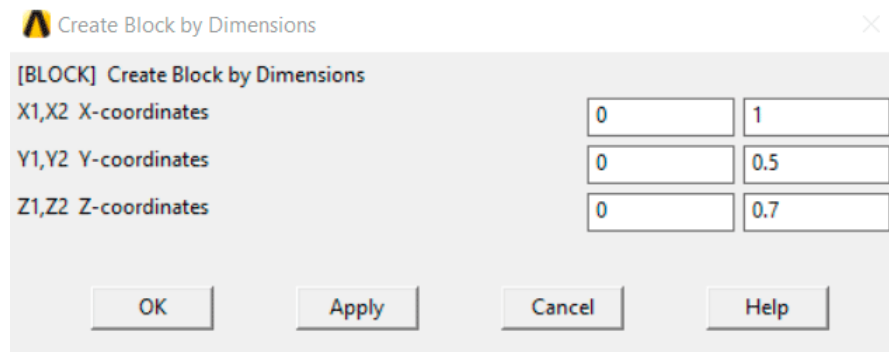 Create Block by Dimensions
[BLOCK] Create Block by Dimensions
X1,X2 X-coordinates 0 1
Y1,Y2 Y-coordinates 0 0.5
Z1,Z2 Z-coordinates 0 0.7
OK Apply Cancel Help